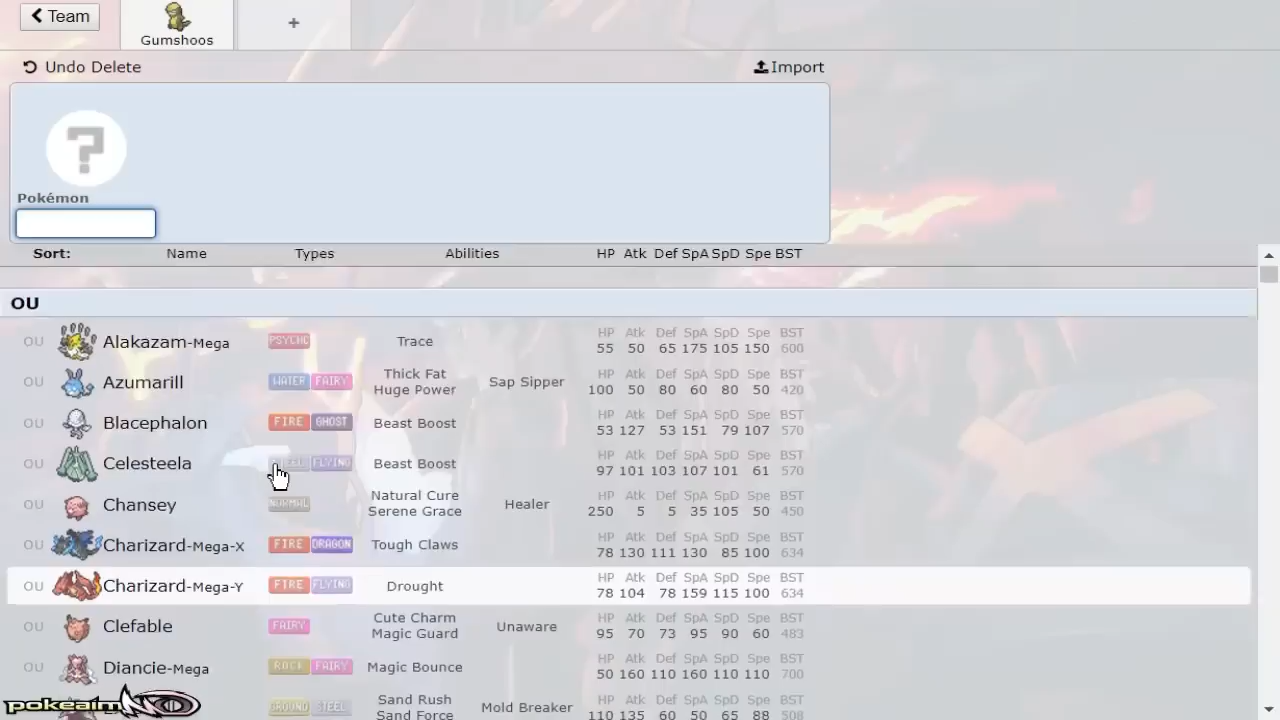 Team
Gumshoos
+
Undo Delete
Import
?
Pokémon
Sort: Name Types Abilities HP Atk Def SpA SpD Spe BST
OU
OU Alakazam-Mega PSYCHC Trace HP 55 Atk 50 Def 65 SpA 175 SpD 105 Spe 150 BST 600
OU Azumarill WATER FAIRY Thick Fat Huge Power Sap Sipper HP 100 Atk 50 Def 80 SpA 60 SpD 80 Spe 50 BST 420
OU Blacephalon FIRE GHOST Beast Boost HP 53 Atk 127 Def 53 SpA 151 SpD 79 Spe 107 BST 570
OU Celesteela STEEL FLYING Beast Boost HP 97 Atk 101 Def 103 SpA 107 SpD 101 Spe 61 BST 570
OU Chansey NORMAL Natural Cure Serene Grace Healer HP 250 Atk 5 Def 5 SpA 35 SpD 105 Spe 50 BST 450
OU Charizard-Mega-X FIRE DRAGON Tough Claws HP 78 Atk 130 Def 111 SpA 130 SpD 85 Spe 100 BST 634
OU Charizard-Mega-Y FIRE FLYING Drought HP 78 Atk 104 Def 78 SpA 159 SpD 115 Spe 100 BST 634
OU Clefable FAIRY Cute Charm Magic Guard Unaware HP 95 Atk 70 Def 73 SpA 95 SpD 90 Spe 60 BST 483
OU Diancie-Mega ROCK FAIRY Magic Bounce HP 50 Atk 160 Def 110 SpA 160 SpD 110 Spe 110 BST 700
GROUND STEEL Sand Rush Sand Force Mold Breaker HP 110 Atk 135 Def 60 SpA 50 SpD 65 Spe 88 BST 508
pokeaim